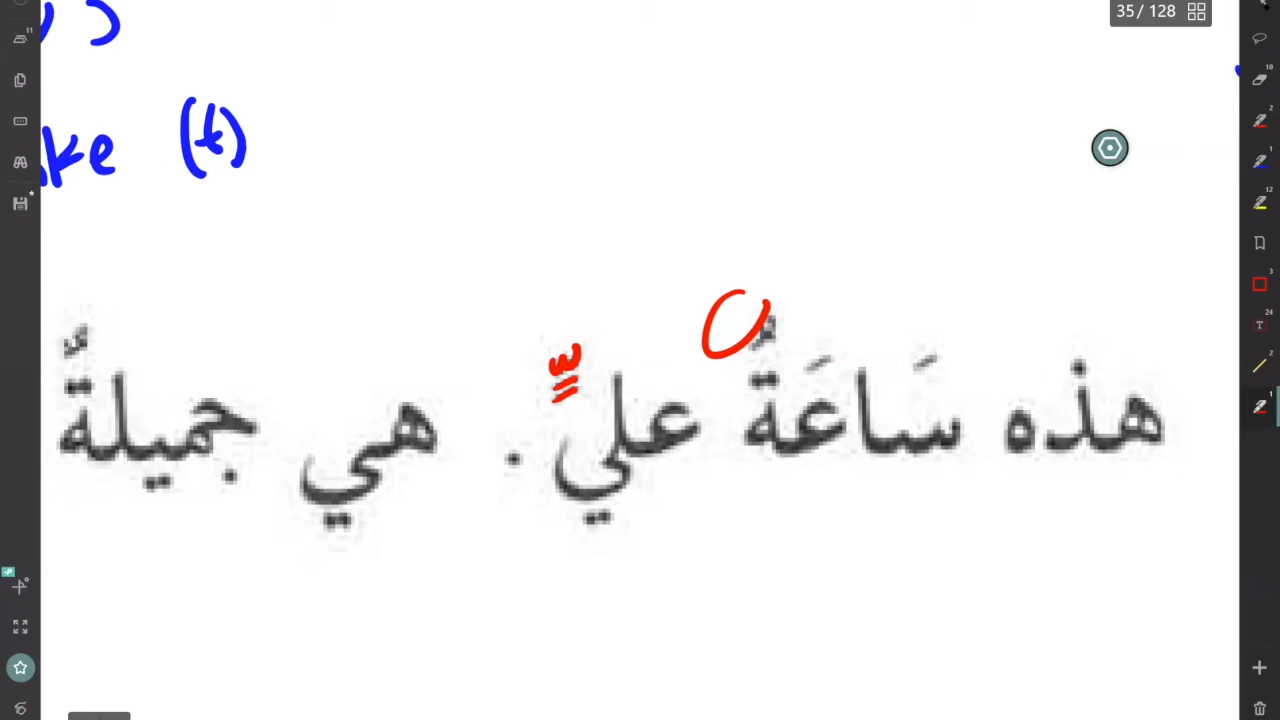 35/ 128
ke (t)
هذه سَاعَةُ عليٍّ. هي جميلةٌ